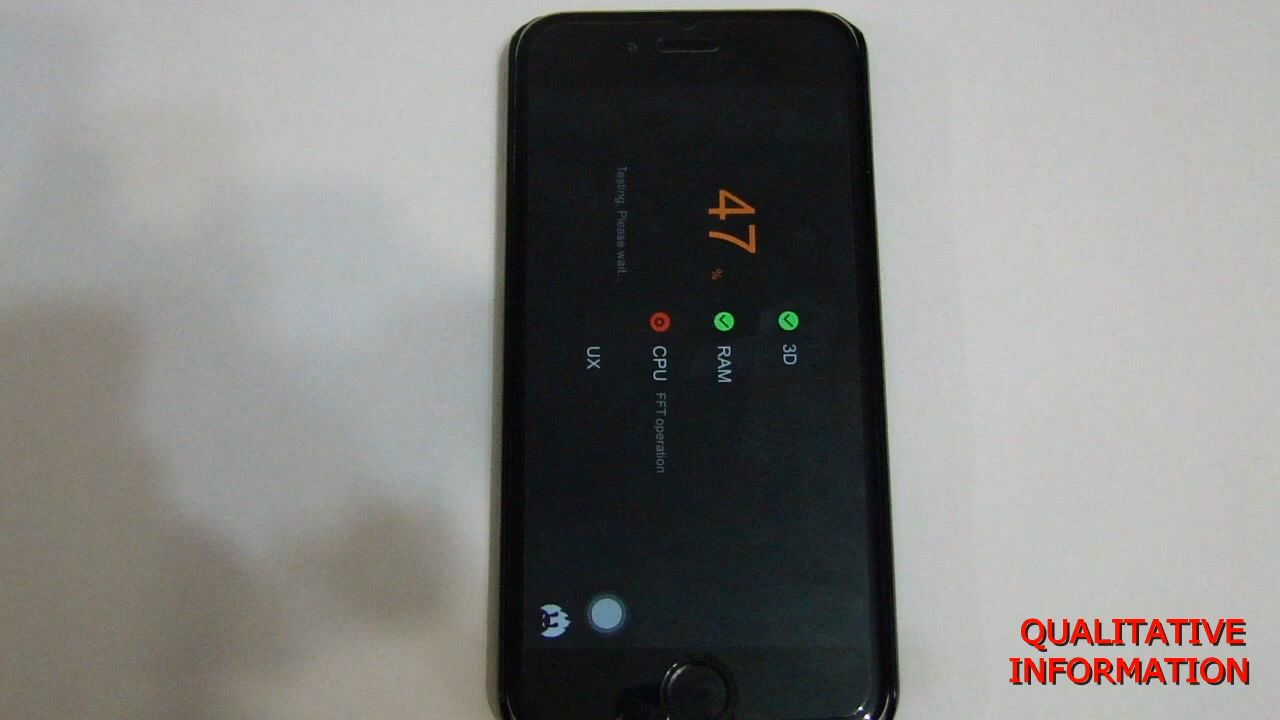 47 %
Testing, Please wait...
3D
RAM
CPU FFT operation
UX
QUALITATIVE
INFORMATION